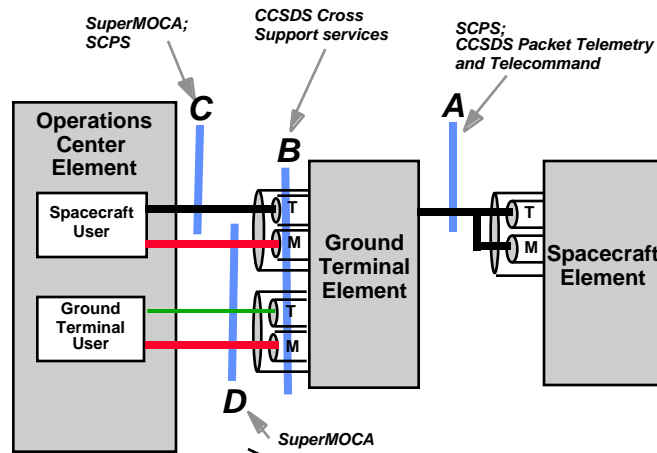 SuperMOCA;
SCPS
CCSDS Cross
Support services
SCPS;
CCSDS Packet Telemetry
and Telecommand
C
A
B
Operations
Center
Element
Spacecraft
User
T
M
Ground
Terminal
Element
T
M
Spacecraft
Element
Ground
Terminal
User
T
M
D
SuperMOCA